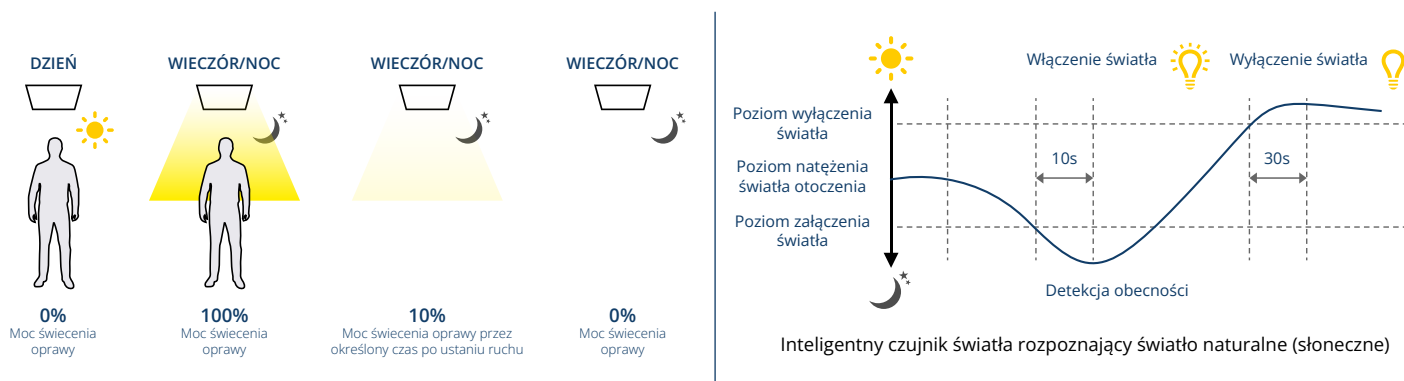 DZIEŃ
WIECZÓR/NOC
WIECZÓR/NOC
WIECZÓR/NOC
0%
Moc świecenia
oprawy
100%
Moc świecenia
oprawy
10%
Moc świecenia oprawy przez
określony czas po ustaniu ruchu
0%
Moc świecenia
oprawy
Włączenie światła
Wyłączenie światła
Poziom wyłączenia
światła
Poziom natężenia
światła otoczenia
Poziom załączenia
światła
10s
30s
Detekcja obecności
Inteligentny czujnik światła rozpoznający światło naturalne (słoneczne)